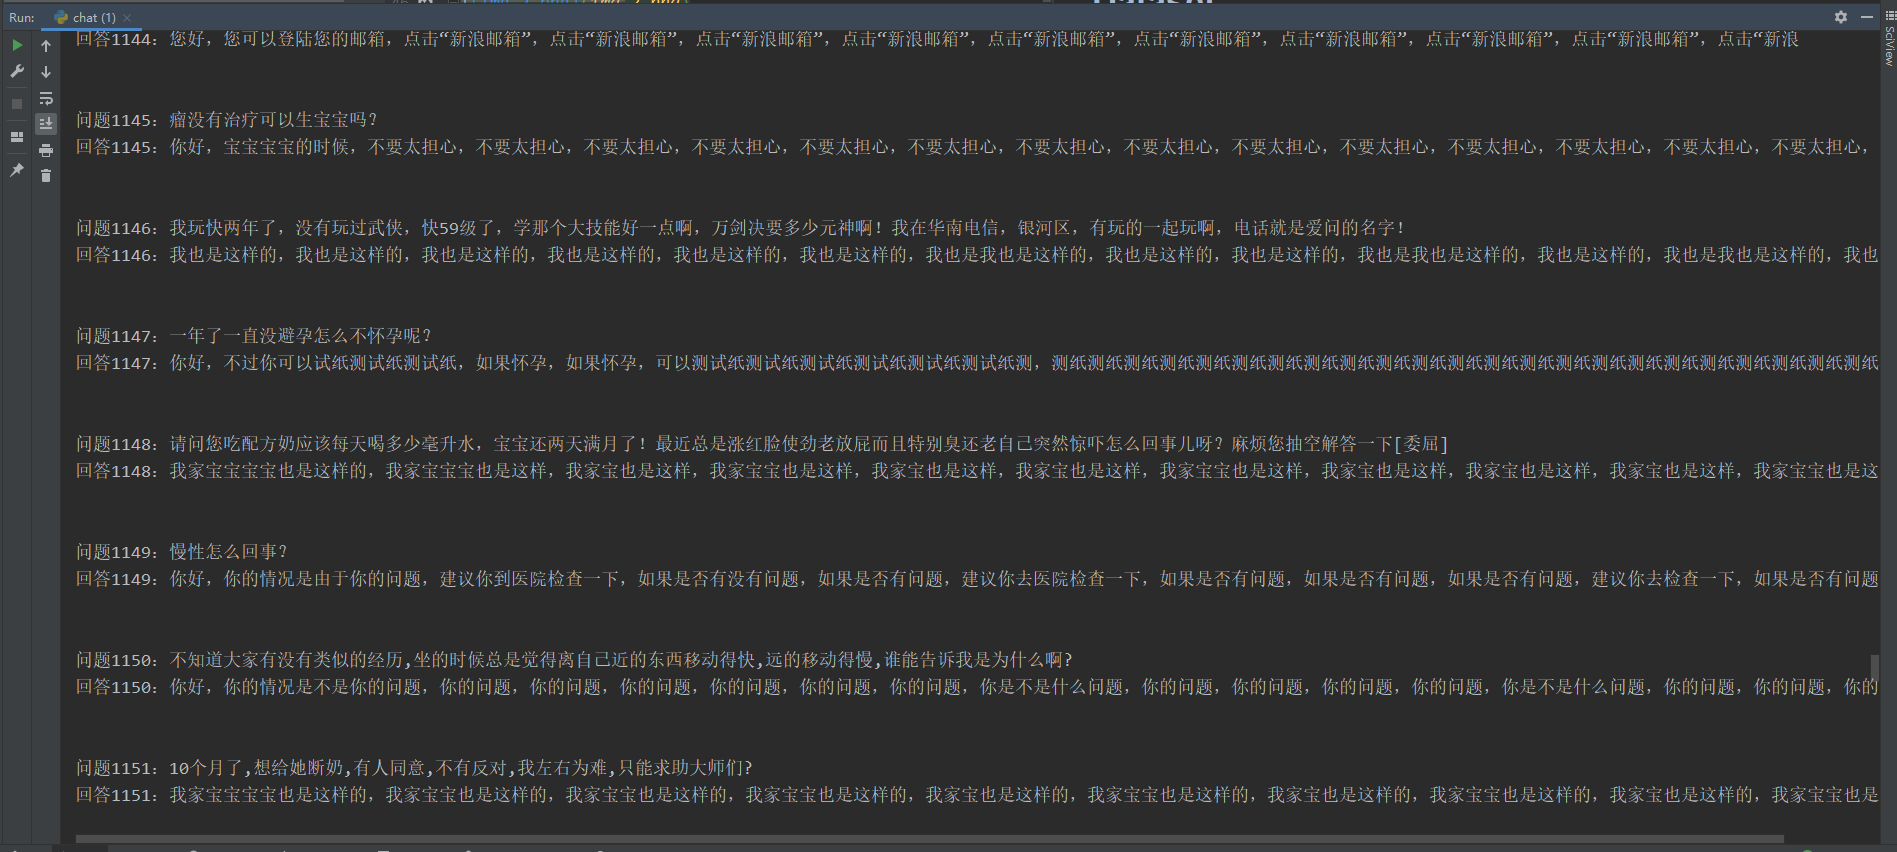 Run:
chat (1)
SciView
回答1144: 您好，您可以登陆您的邮箱，点击“新浪邮箱”，点击“新浪邮箱”，点击“新浪邮箱”，点击“新浪邮箱”，点击“新浪邮箱”，点击“新浪邮箱”，点击“新浪邮箱”，点击“新浪邮箱”，点击“新浪邮箱”，点击“新浪
问题1145: 瘤没有治疗可以生宝宝吗？
回答1145: 你好，宝宝宝宝的时候，不要太担心，不要太担心，不要太担心，不要太担心，不要太担心，不要太担心，不要太担心，不要太担心，不要太担心，不要太担心，不要太担心，不要太担心，不要太担心，不要太担心，
问题1146: 我玩快两年了，没有玩过武侠，快59级了，学那个大技能好一点啊，万剑决要多少元神啊！我在华南电信，银河区，有玩的一起玩啊，电话就是爱问的名字！
回答1146: 我也是这样的，我也是这样的，我也是这样的，我也是这样的，我也是这样的，我也是这样的，我也是我也是这样的，我也是这样的，我也是这样的，我也是我也是这样的，我也是这样的，我也是我也是这样的，我也
问题1147: 一年了一直没避孕怎么不怀孕呢？
回答1147: 你好，不过你可以试纸测试纸测试纸，如果怀孕，如果怀孕，可以测试纸测试纸测试纸测试纸测试纸测试纸测，测纸测纸测纸测纸测纸测纸测纸测纸测纸测纸测纸测纸测纸测纸测纸测纸测纸测纸测纸测纸测纸测纸测纸
问题1148: 请问您吃配方奶应该每天喝多少毫升水，宝宝还两天满月了！最近总是涨红脸使劲老放屁而且特别臭还老自己突然惊吓怎么回事儿呀？麻烦您抽空解答一下[委屈]
回答1148: 我家宝宝宝宝也是这样的，我家宝宝宝也是这样，我家宝也是这样，我家宝宝也是这样，我家宝也是这样，我家宝也是这样，我家宝宝也是这样，我家宝也是这样，我家宝也是这样，我家宝也是这样，我家宝宝也是这
问题1149: 慢性怎么回事？
回答1149: 你好，你的情况是由于你的问题，建议你到医院检查一下，如果是否有没有问题，如果是否有问题，建议你去医院检查一下，如果是否有问题，如果是否有问题，如果是否有问题，建议你去检查一下，如果是否有问题
问题1150: 不知道大家有没有类似的经历,坐的时候总是觉得离自己近的东西移动得快,远的移动得慢,谁能告诉我是为什么啊?
回答1150: 你好，你的情况是不是你的问题，你的问题，你的问题，你的问题，你的问题，你的问题，你的问题，你是不是什么问题，你的问题，你的问题，你的问题，你的问题，你是不是什么问题，你的问题，你的问题，你的
问题1151: 10个月了,想给她断奶,有人同意,不有反对,我左右为难,只能求助大师们?
回答1151: 我家宝宝宝宝也是这样的，我家宝宝也是这样的，我家宝宝也是这样的，我家宝宝也是这样的，我家宝也是这样的，我家宝宝也是这样的，我家宝也是这样的，我家宝宝也是这样的，我家宝也是这样的，我家宝宝也是